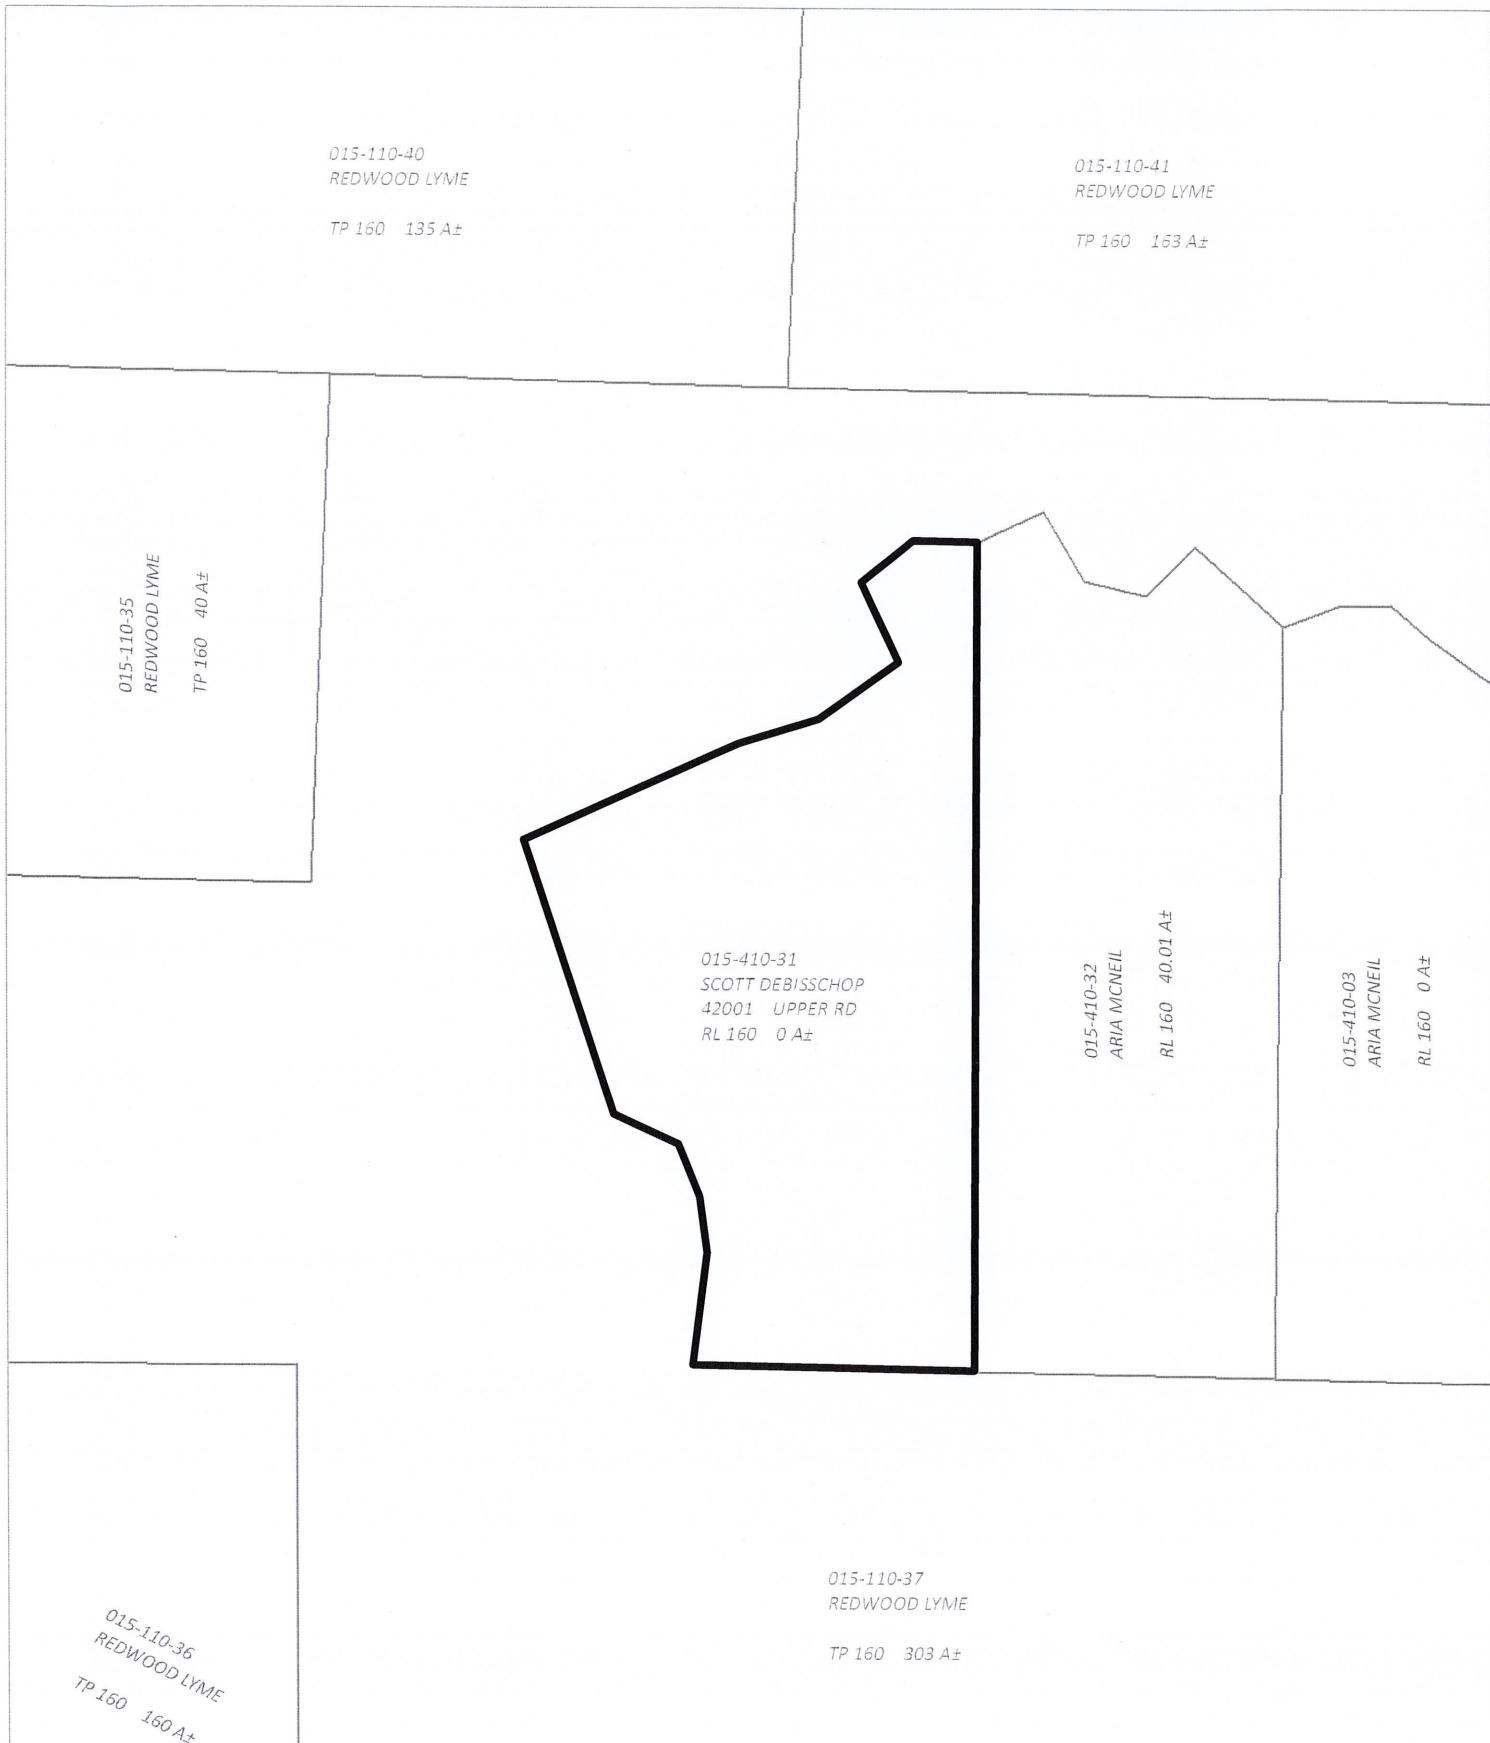 015-110-40
REDWOOD LYME
TP 160 135 A±
015-110-41
REDWOOD LYME
TP 160 163 A±
015-110-35
REDWOOD LYME
TP 160 40 A±
015-410-31
SCOTT DEBISSCHOP
42001 UPPER RD
RL 160 0 A±
015-410-32
ARIA MCNEIL
RL 160 40.01 A±
015-410-03
ARIA MCNEIL
RL 160 0 A±
015-110-37
REDWOOD LYME
TP 160 303 A±
015-110-36
REDWOOD LYME
TP 160 160 A±